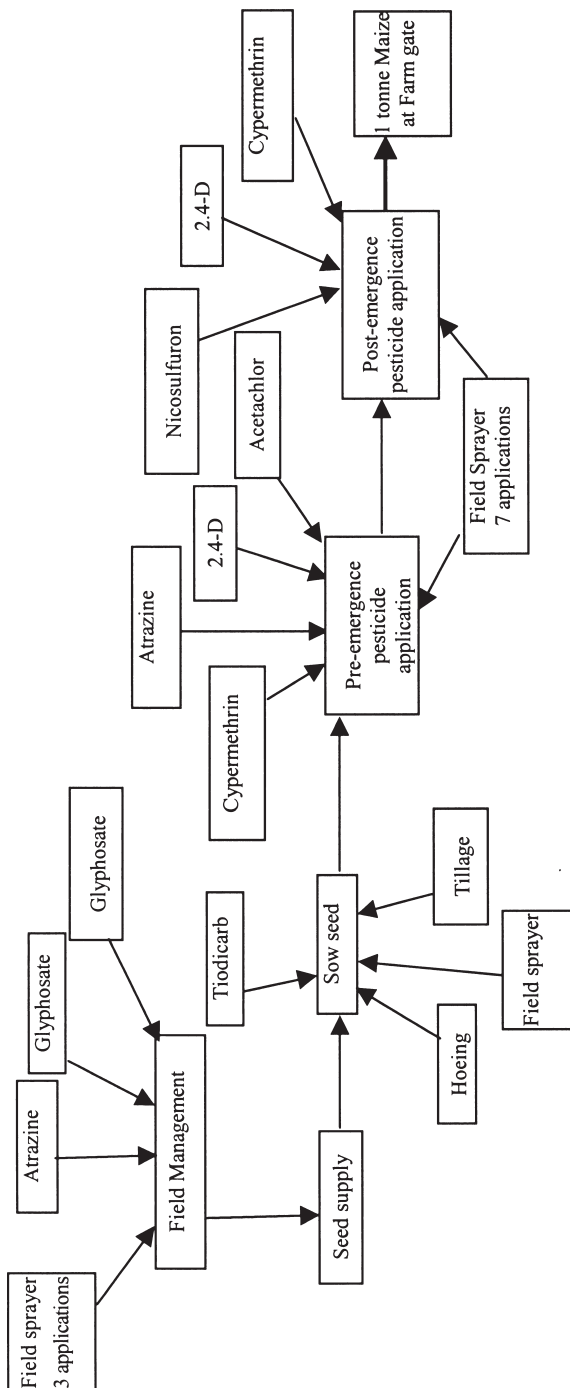 Field sprayer
3 applications
Atrazine
Glyphosate
Glyphosate
Field Management
Seed supply
Tiodicarb
Sow seed
Hoeing
Field sprayer
Tillage
Cypermethrin
Atrazine
2.4-D
Acetachlor
Pre-emergence
pesticide
application
Field Sprayer
7 applications
Nicosulfuron
2.4-D
Cypermethrin
Post-emergence
pesticide application
1 tonne Maize
at Farm gate